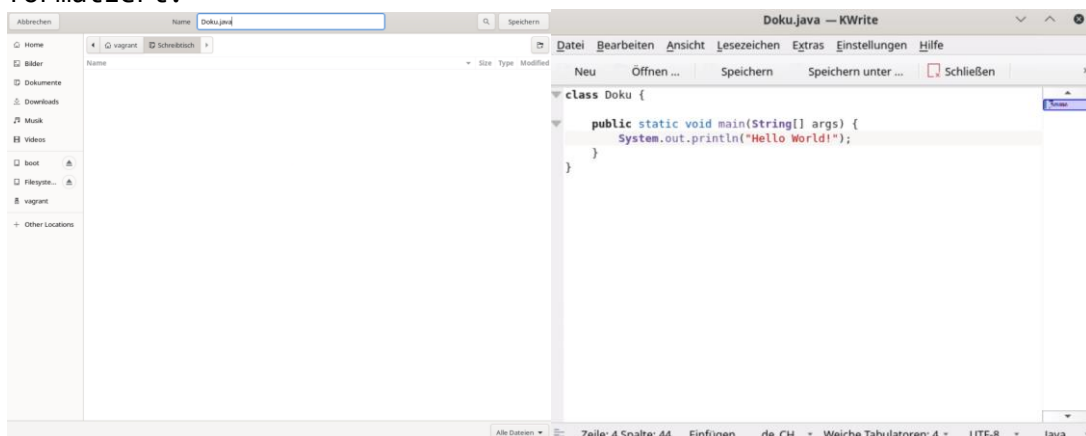 formatiert.
Abbrechen Name Doku.java Speichern
Home
Bilder
Dokumente
Downloads
Musik
Videos
boot
Filesyste...
vagrant
+ Other Locations
vagrant Schreibtisch
Name Size Type Modified
Alle Dateien
Doku.java — KWrite
Datei Bearbeiten Ansicht Lesezeichen Extras Einstellungen Hilfe
Neu Öffnen ... Speichern Speichern unter ... Schließen
class Doku {
public static void main(String[] args) {
System.out.println("Hello World!");
}
}
Zeile: 4 Spalte: 44 Einfügen de_CH Weiche Tabulatoren: 4 UTF-8 Java